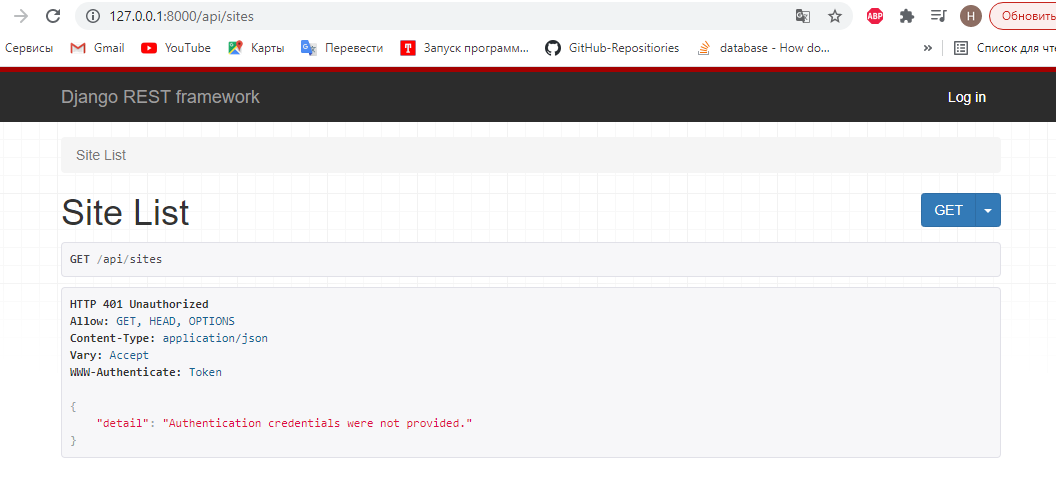 127.0.0.1:8000/api/sites
ABP
H
Обновить
Сервисы
Gmail
YouTube
Карты
Перевести
T
Запуск программ...
GitHub-Repositiories
database - How do...
»
Список для чте
Django REST framework
Log in
Site List
Site List
GET
GET /api/sites
HTTP 401 Unauthorized
Allow: GET, HEAD, OPTIONS
Content-Type: application/json
Vary: Accept
WWW-Authenticate: Token
{
"detail": "Authentication credentials were not provided."
}